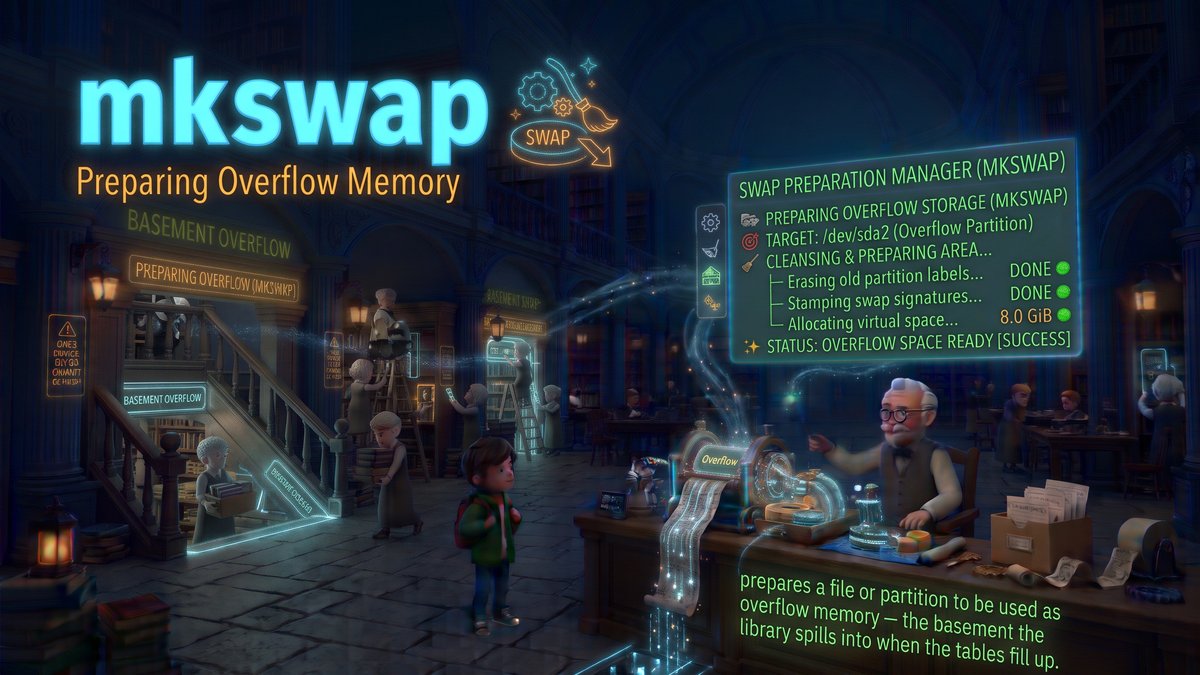 mkswap
SWAP
Preparing Overflow Memory
BASEMENT OVERFLOW
PREPARING OVERFLOW (MKSWKP)
BASEMENT OVERFLOW
SWAP PREPARATION MANAGER (MKSWAP)
PREPARING OVERFLOW STORAGE (MKSWAP)
TARGET: /dev/sda2 (Overflow Partition)
CLEANSING & PREPARING AREA...
Erasing old partition labels... DONE
Stamping swap signatures... DONE
Allocating virtual space... 8.0 GiB
STATUS: OVERFLOW SPACE READY [SUCCESS]
Overflow
prepares a file or partition to be used as
overflow memory — the basement the
library spills into when the tables fill up.